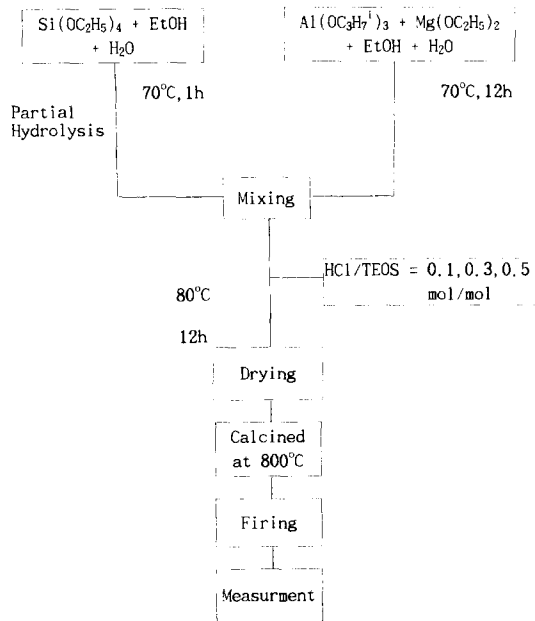 Si(OC2H5)4 + EtOH
+ H2O
Al(OC3H7i)3 + Mg(OC2H5)2
+ EtOH + H2O
70°C, 1h
70°C, 12h
Partial
Hydrolysis
Mixing
HCl/TEOS = 0.1, 0.3, 0.5
mol/mol
80°C
12h
Drying
Calcined
at 800°C
Firing
Measurment